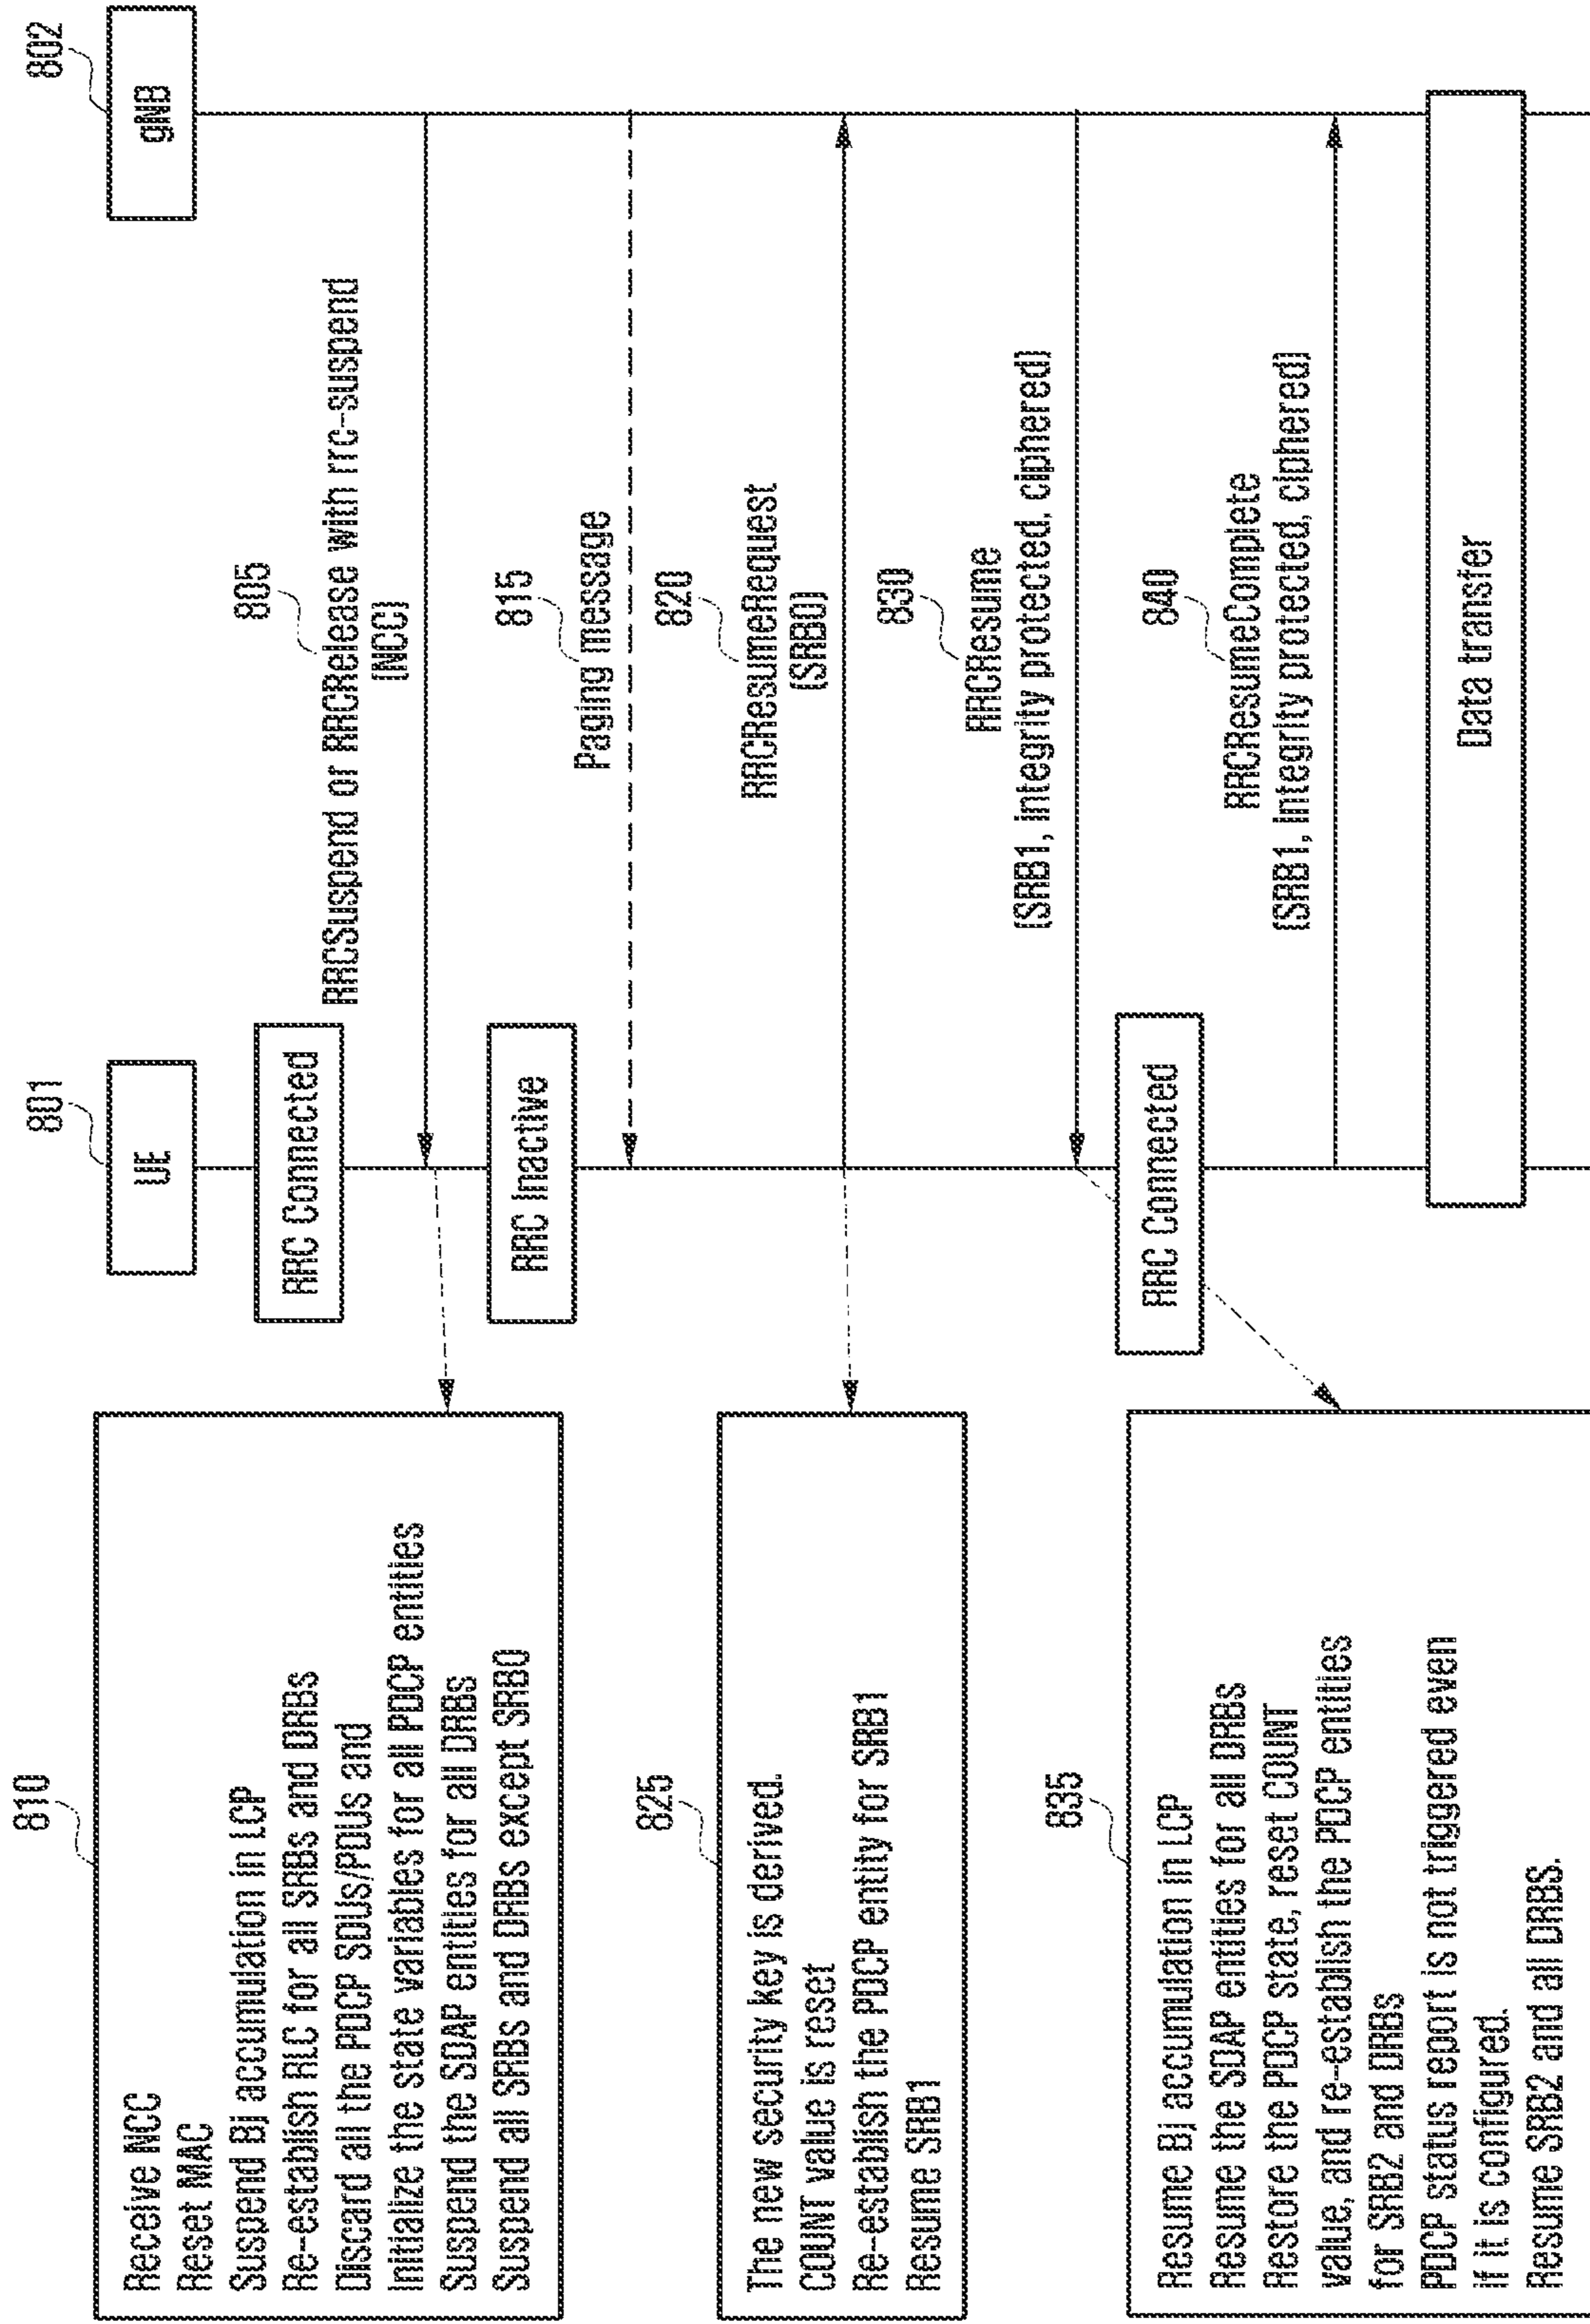 801
802
UE
gNB
RRC Connected
805
RRCSuspend or RRCRelease with rrc-suspend
(NCC)
810
Receive NCC
Reset MAC
Suspend Bj accumulation in LCP
Re-establish RLC for all SRBs and DRBs
Discard all the PDCP SDUs/PDUs and
Initialize the state variables for all PDCP entities
Suspend the SDAP entities for all DRBs
Suspend all SRBs and DRBs except SRB0
RRC Inactive
815
Paging message
820
RRCResumeRequest
(SRB0)
825
The new security key is derived.
COUNT value is reset
Re-establish the PDCP entity for SRB1
Resume SRB1
830
RRCResume
(SRB1, integrity protected, ciphered)
RRC Connected
835
Resume Bj accumulation in LCP
Resume the SDAP entities for all DRBs
Restore the PDCP state, reset COUNT
value, and re-establish the PDCP entities
for SRB2 and DRBs
PDCP status report is not triggered even
if it is configured.
Resume SRB2 and all DRBS.
840
RRCResumeComplete
(SRB1, integrity protected, ciphered)
Data transfer